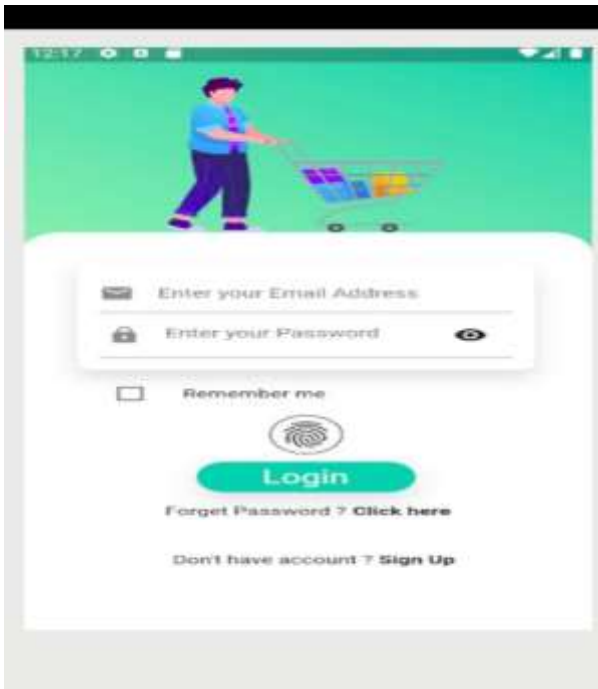 12:17
Enter your Email Address
Enter your Password
Remember me
Login
Forget Password ? Click here
Don't have account ? Sign Up